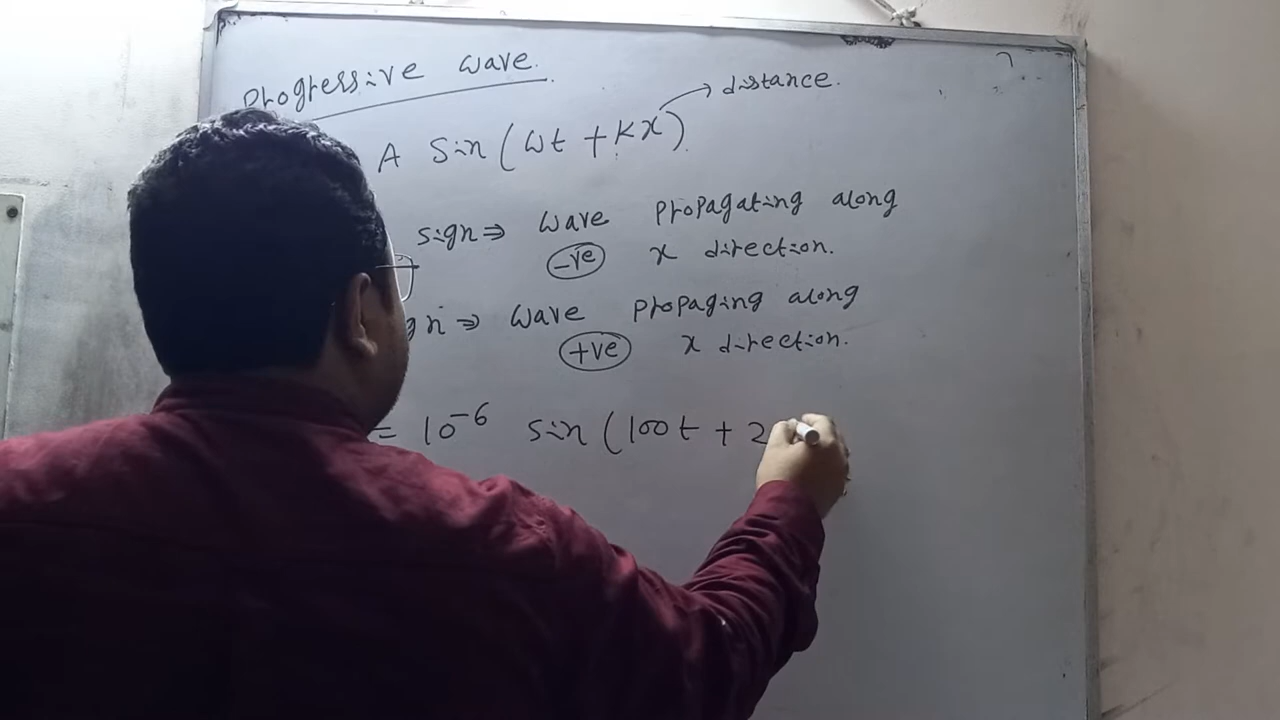 Progressive wave.
A Sin (ωt + Kx) → distance.
sign ⇒ wave propagating along
-ve x direction.
⇒ wave propaging along
+ve x direction.
= 10⁻⁶ sin (100t + 2